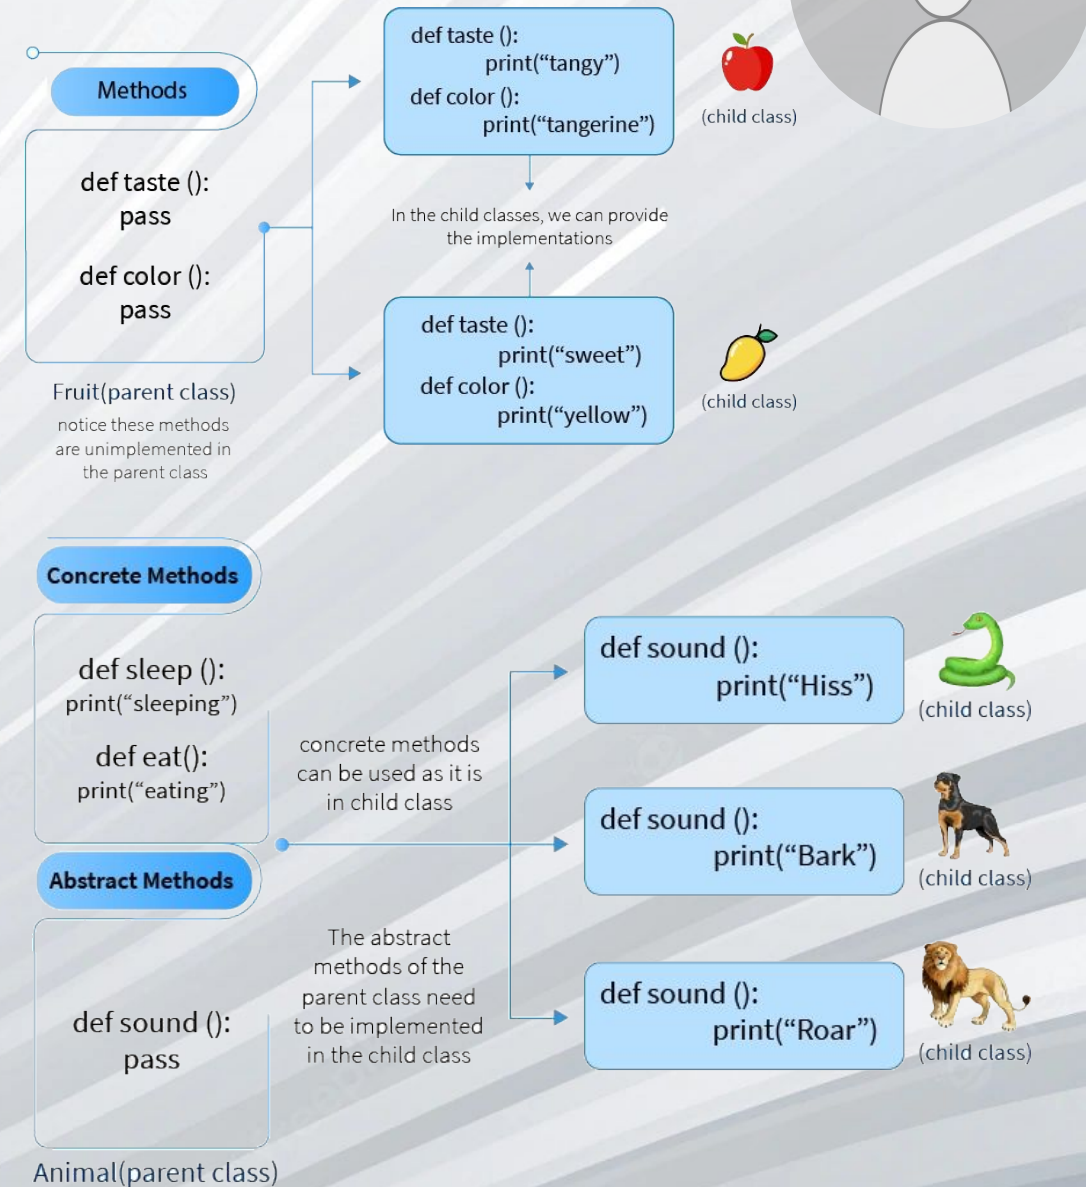 Methods
def taste ():
pass
def color ():
pass
Fruit(parent class)
notice these methods
are unimplemented in
the parent class
def taste ():
print(“tangy”)
def color ():
print(“tangerine”)
(child class)
In the child classes, we can provide
the implementations
def taste ():
print(“sweet”)
def color ():
print(“yellow”)
(child class)
Concrete Methods
def sleep ():
print(“sleeping”)
def eat():
print(“eating”)
concrete methods
can be used as it is
in child class
Abstract Methods
def sound ():
pass
Animal(parent class)
The abstract
methods of the
parent class need
to be implemented
in the child class
def sound ():
print(“Hiss”)
(child class)
def sound ():
print(“Bark”)
(child class)
def sound ():
print(“Roar”)
(child class)